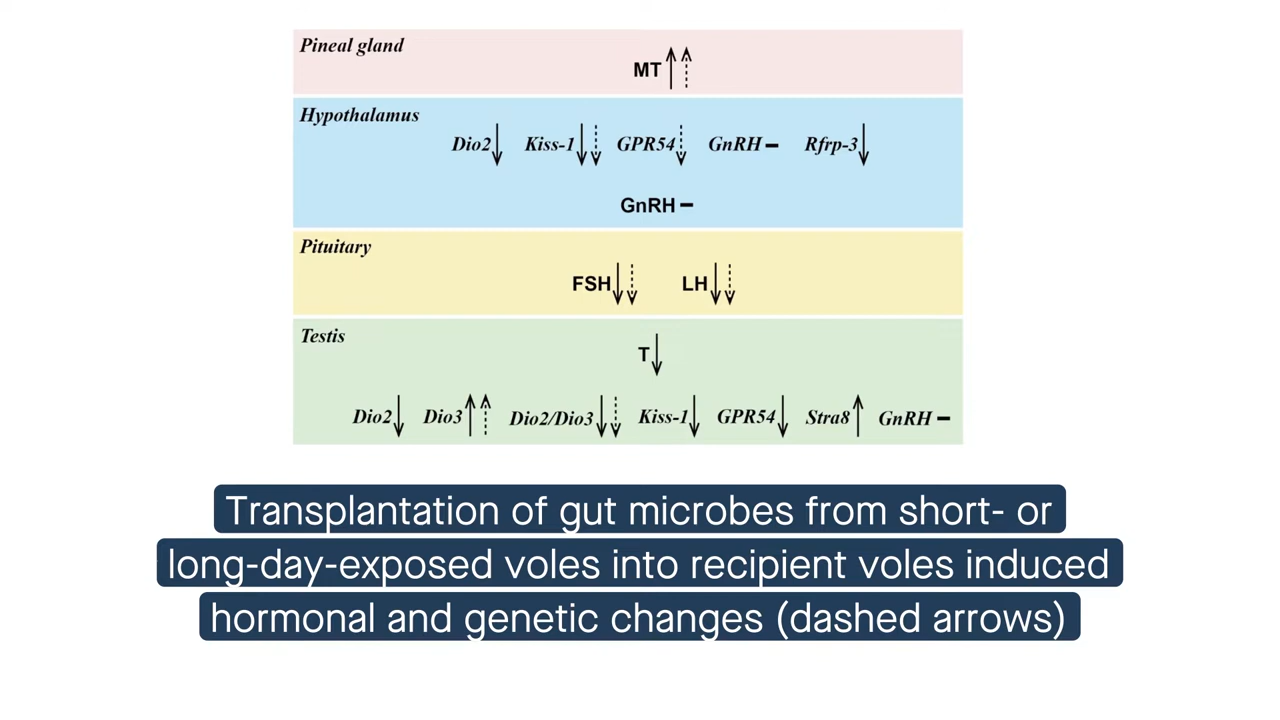 Pineal gland
MT
Hypothalamus
Dio2 Kiss-1 GPR54 GnRH – Rfrp-3
GnRH –
Pituitary
FSH LH
Testis
T
Dio2 Dio3 Dio2/Dio3 Kiss-1 GPR54 Stra8 GnRH –
Transplantation of gut microbes from short- or
long-day-exposed voles into recipient voles induced
hormonal and genetic changes (dashed arrows)